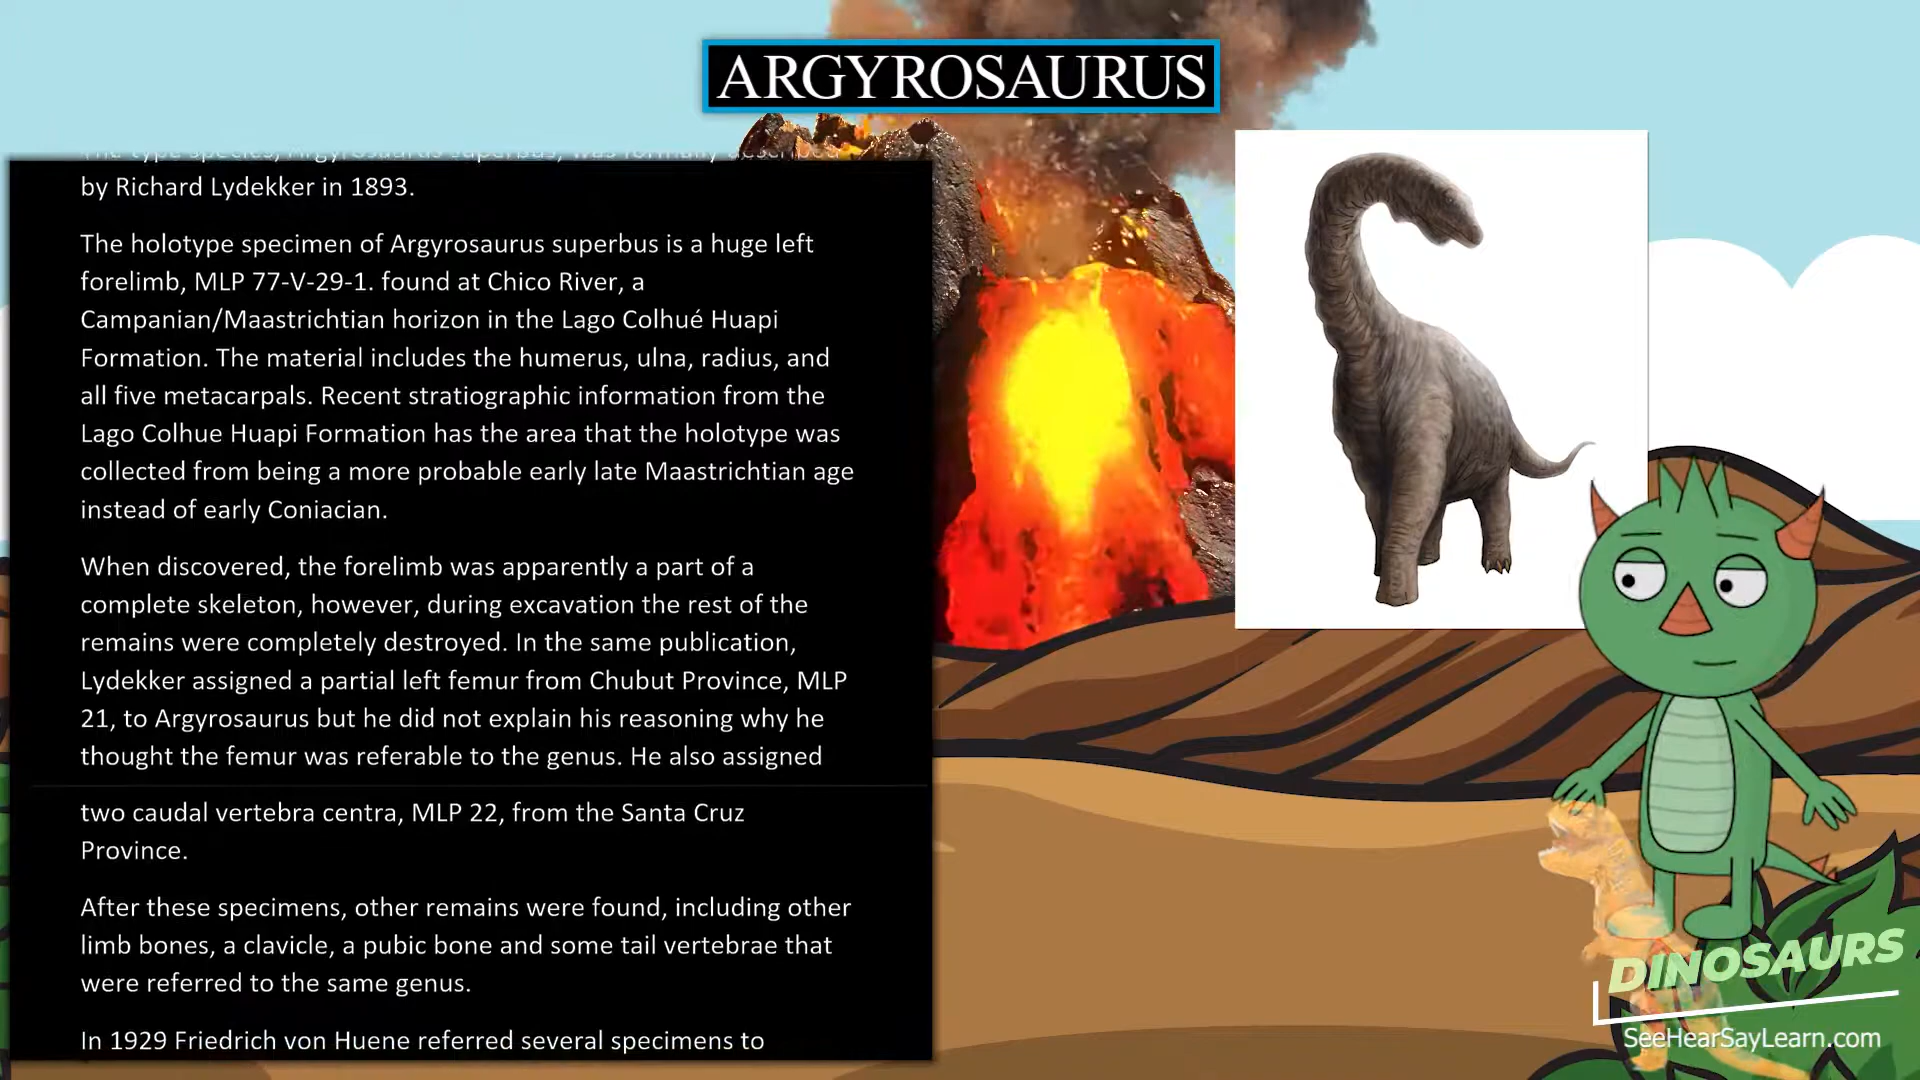 ARGYROSAURUS
The type species, Argyrosaurus superbus, was formally described
by Richard Lydekker in 1893.
The holotype specimen of Argyrosaurus superbus is a huge left
forelimb, MLP 77-V-29-1. found at Chico River, a
Campanian/Maastrichtian horizon in the Lago Colhué Huapi
Formation. The material includes the humerus, ulna, radius, and
all five metacarpals. Recent stratiographic information from the
Lago Colhue Huapi Formation has the area that the holotype was
collected from being a more probable early late Maastrichtian age
instead of early Coniacian.
When discovered, the forelimb was apparently a part of a
complete skeleton, however, during excavation the rest of the
remains were completely destroyed. In the same publication,
Lydekker assigned a partial left femur from Chubut Province, MLP
21, to Argyrosaurus but he did not explain his reasoning why he
thought the femur was referable to the genus. He also assigned
two caudal vertebra centra, MLP 22, from the Santa Cruz
Province.
After these specimens, other remains were found, including other
limb bones, a clavicle, a pubic bone and some tail vertebrae that
were referred to the same genus.
In 1929 Friedrich von Huene referred several specimens to
DINOSAURS
SeeHearSayLearn.com